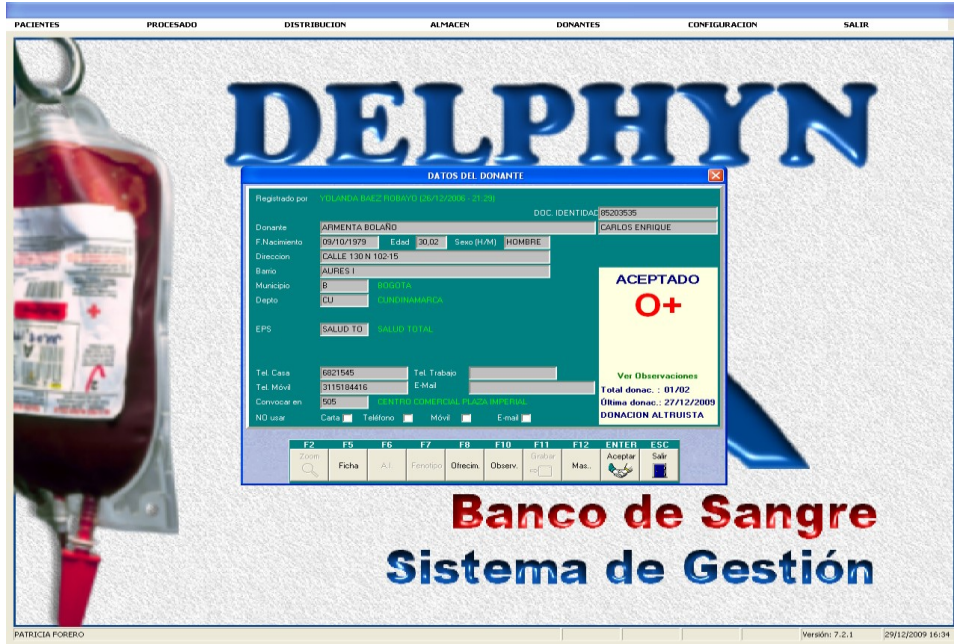 PACIENTES PROCESADO DISTRIBUCION ALMACEN DONANTES CONFIGURACION SALIR
DELPHYN
DATOS DEL DONANTE
Registrado por YOLANDA BAEZ ROBAYO (26/12/2006 - 21:29)
DOC. IDENTIDAD 85203535
Donante ARMENTA BOLAÑO CARLOS ENRIQUE
F.Nacimiento 09/10/1979 Edad 30,02 Sexo (H/M) HOMBRE
Direccion CALLE 130 N 102-15
Barrio AURES I
Municipio B BOGOTA
Depto CU CUNDINAMARCA
EPS SALUD TO SALUD TOTAL
ACEPTADO
O+
Ver Observaciones
Total donac. : 01/02
Última donac.: 27/12/2009
DONACION ALTRUISTA
Tel. Casa 6821545 Tel. Trabajo
Tel. Móvil 3115184416 E-Mail
Convocar en 505 CENTRO COMERCIAL PLAZA IMPERIAL
NO usar Carta Teléfono Móvil E-mail
F2 F5 F6 F7 F8 F10 F11 F12 ENTER ESC
Zoom Ficha A.I. Fenotipo Ofrecim. Observ. Grabar Mas.. Aceptar Salir
Banco de Sangre
Sistema de Gestión
PATRICIA FORERO Versión: 7.2.1 29/12/2009 16:34